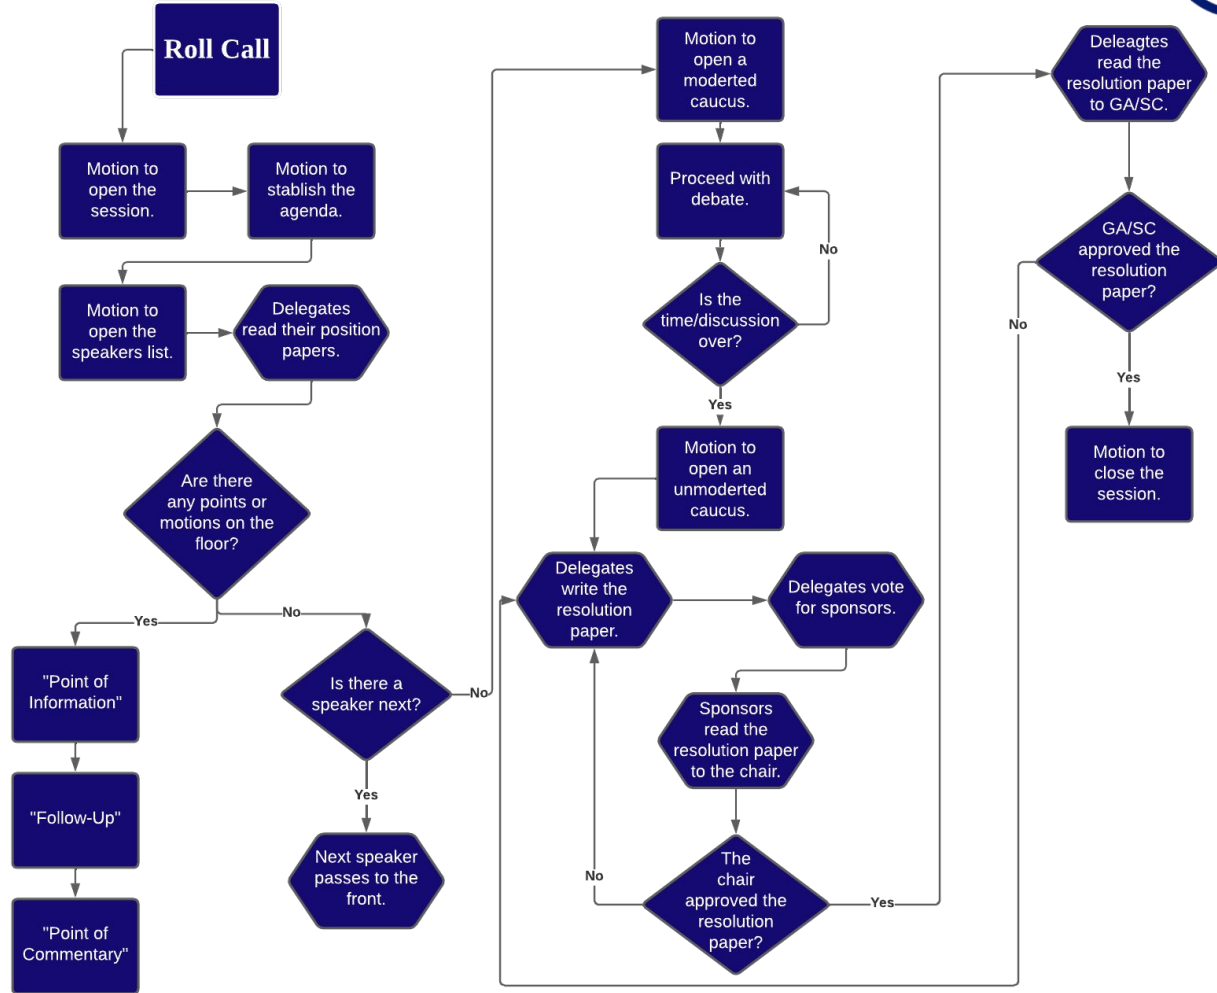 Roll Call
Motion to
open the
session.
Motion to
stablish the
agenda.
Motion to
open the
speakers list.
Delegates
read their position
papers.
Are there
any points or
motions on the
floor?
Yes
No
"Point of
Information"
"Follow-Up"
"Point of
Commentary"
Is there a
speaker next?
No
Yes
Next speaker
passes to the
front.
Motion to
open a
moderted
caucus.
Proceed with
debate.
No
Is the
time/discussion
over?
Yes
Motion to
open an
unmoderted
caucus.
Delegates
write the
resolution
paper.
Delegates vote
for sponsors.
Sponsors
read the
resolution paper
to the chair.
The
chair
approved the
resolution
paper?
No
Yes
Deleagtes
read the
resolution paper
to GA/SC.
GA/SC
approved the
resolution
paper?
No
Yes
Motion to
close the
session.